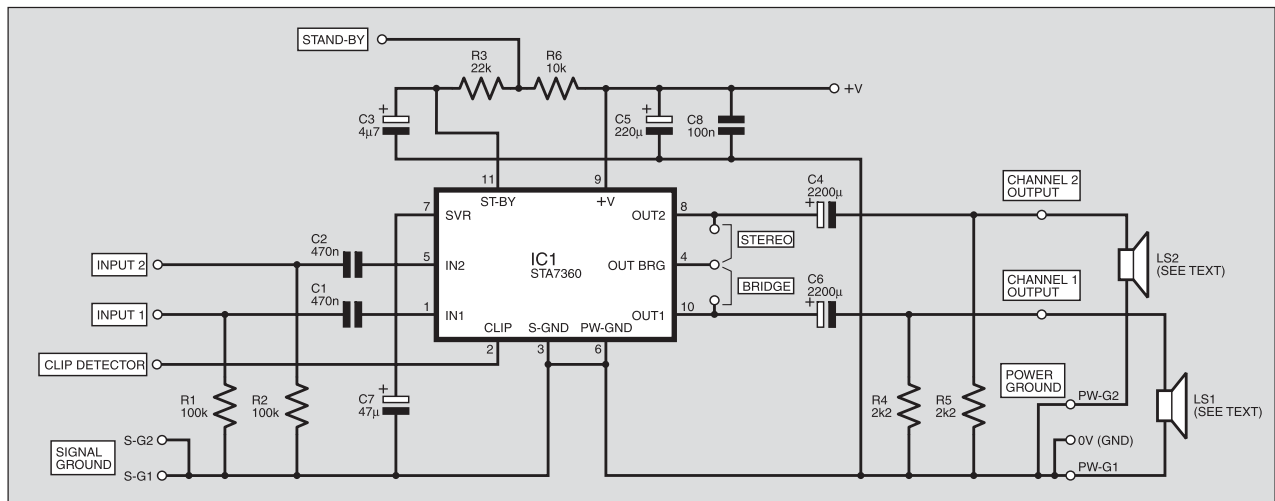 STAND-BY
R3
22k
R6
10k
+V
+
C3
4µ7
+
C5
220µ
C8
100n
11
9
ST-BY
+V
C4
2200µ
+
CHANNEL 2
OUTPUT
7
SVR
OUT2
8
C2
470n
STEREO
LS2
(SEE TEXT)
INPUT 2
5
IN2
IC1
STA7360
OUT BRG
4
C1
470n
BRIDGE
C6
2200µ
+
CHANNEL 1
OUTPUT
INPUT 1
1
IN1
OUT1
10
CLIP
S-GND
PW-GND
2
3
6
CLIP DETECTOR
POWER
GROUND
R1
100k
R2
100k
+
C7
47µ
R4
2k2
R5
2k2
PW-G2
LS1
(SEE TEXT)
SIGNAL
GROUND
S-G2
0V (GND)
S-G1
PW-G1